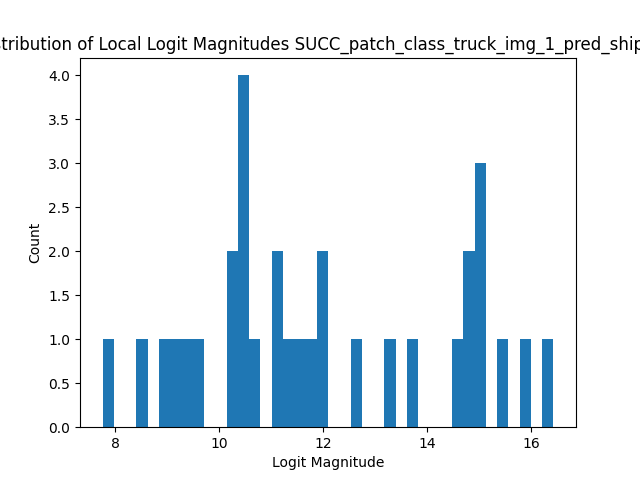 tribution of Local Logit Magnitudes SUCC_patch_class_truck_img_1_pred_ship
4.0
3.5
3.0
2.5
2.0
1.5
1.0
0.5
0.0
Count
8 10 12 14 16
Logit Magnitude